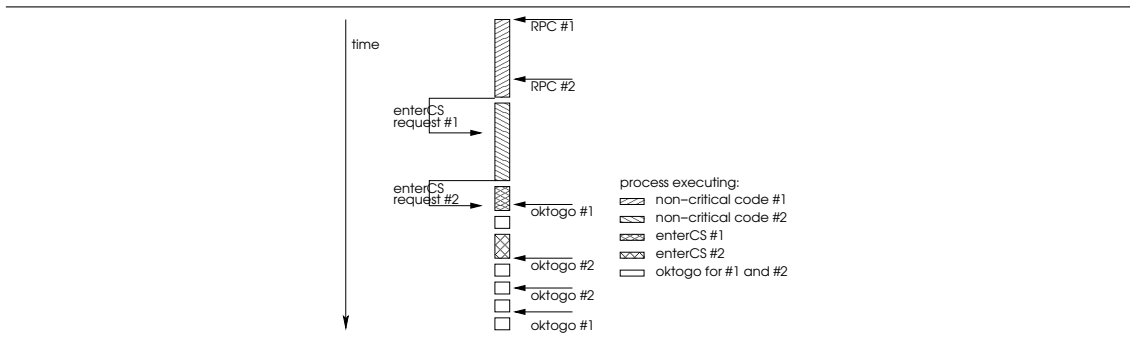 RPC #1
time
RPC #2
enterCS
request #1
enterCS
request #2
oktogo #1
oktogo #2
oktogo #2
oktogo #1
process executing:
non-critical code #1
non-critical code #2
enterCS #1
enterCS #2
oktogo for #1 and #2